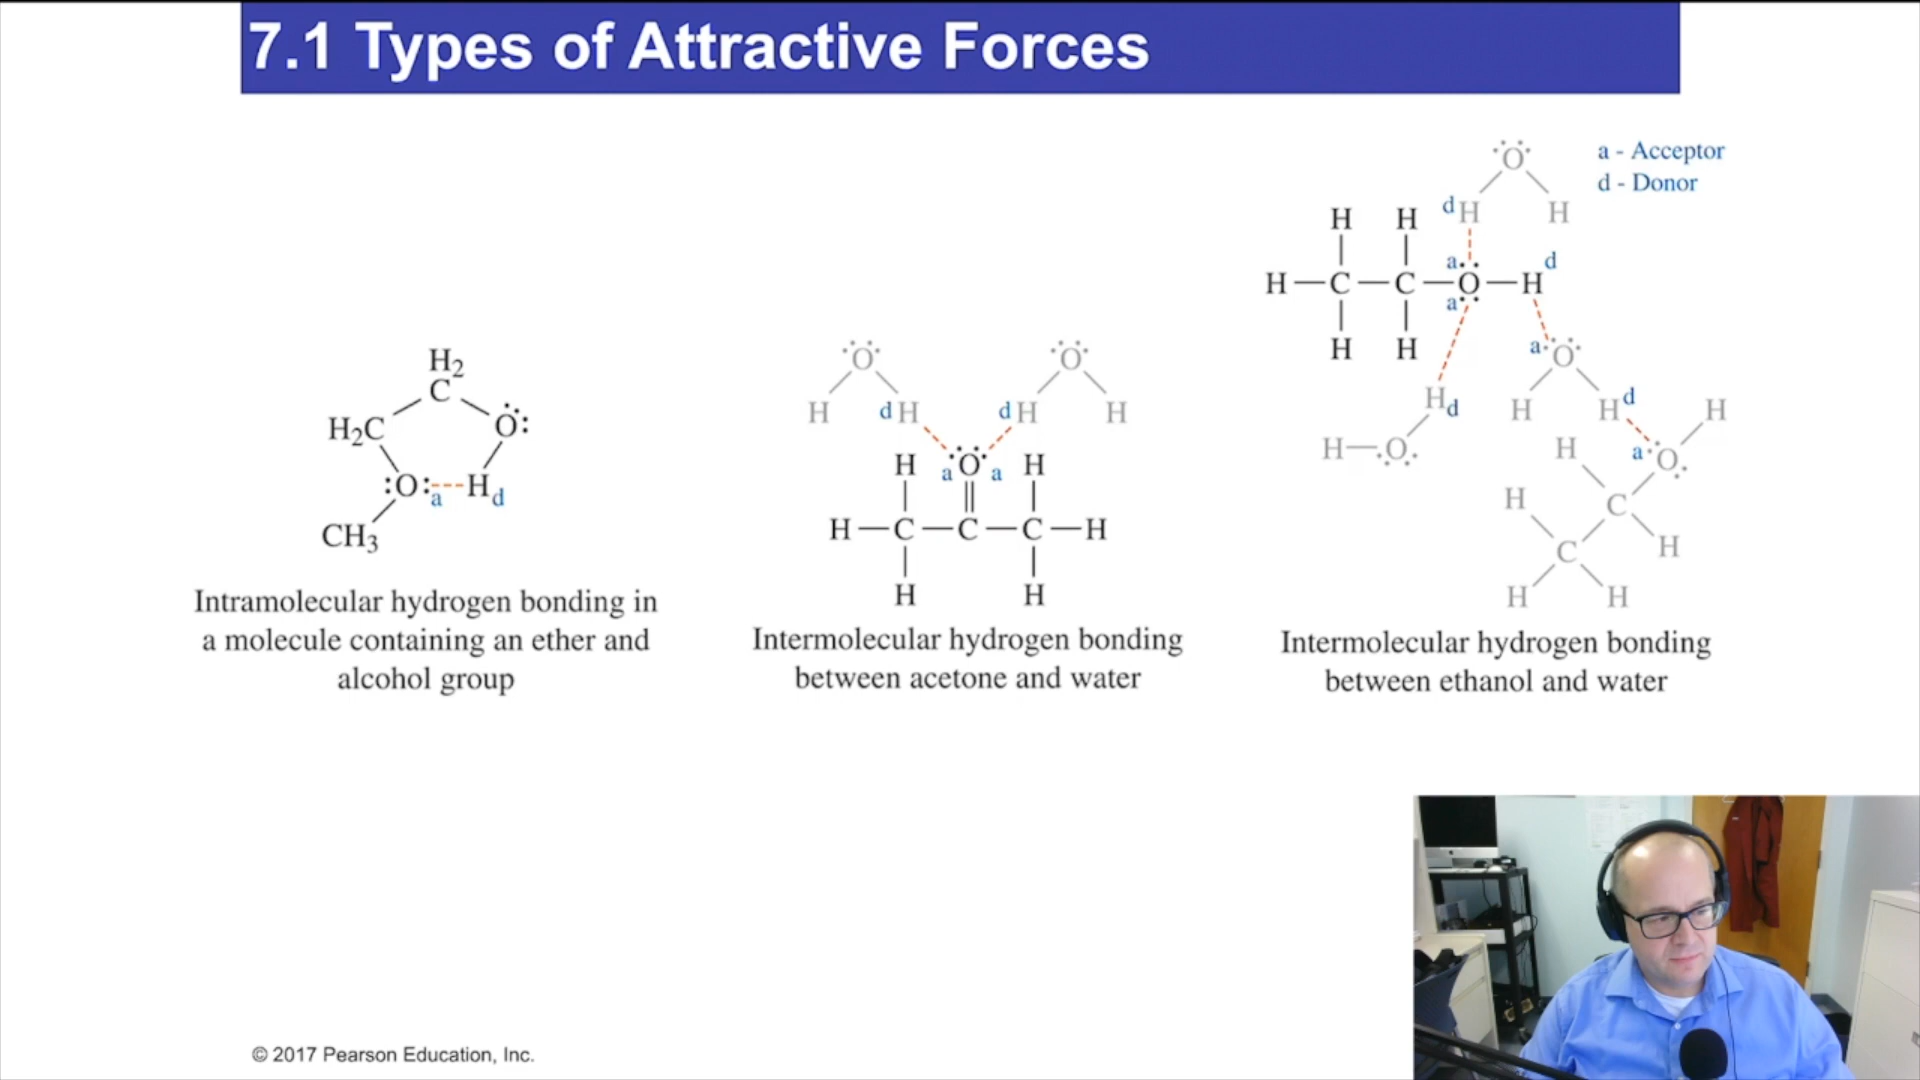 7.1 Types of Attractive Forces
H₂
C
H₂C
:O:
:O: a
H d
CH₃
Intramolecular hydrogen bonding in
a molecule containing an ether and
alcohol group
O O
H d H d H H
H a O a H
H—C—C—C—H
H H
Intermolecular hydrogen bonding
between acetone and water
a - Acceptor
d - Donor
O
H H d H H
a d
H—C—C—O—H
a
H H a O
H d H H d H
H—O H a O
H C
C H
H H
Intermolecular hydrogen bonding
between ethanol and water
© 2017 Pearson Education, Inc.